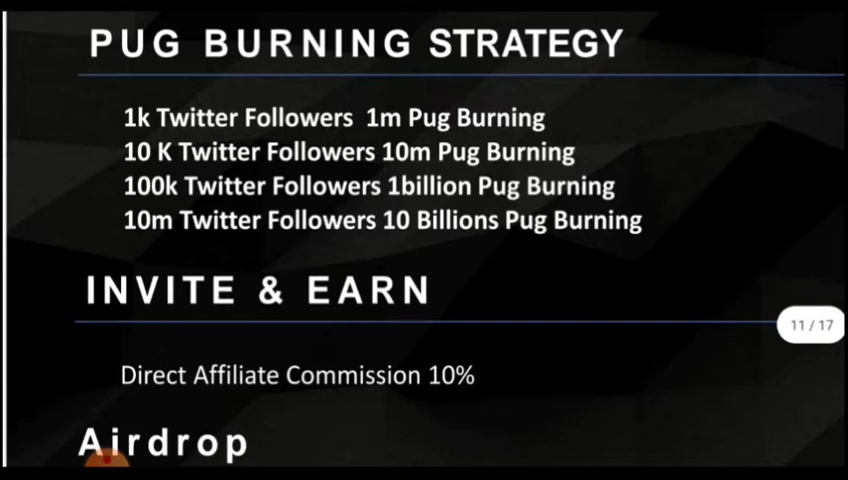 PUG BURNING STRATEGY
1k Twitter Followers 1m Pug Burning
10 K Twitter Followers 10m Pug Burning
100k Twitter Followers 1billion Pug Burning
10m Twitter Followers 10 Billions Pug Burning
INVITE & EARN
11 / 17
Direct Affiliate Commission 10%
Airdrop